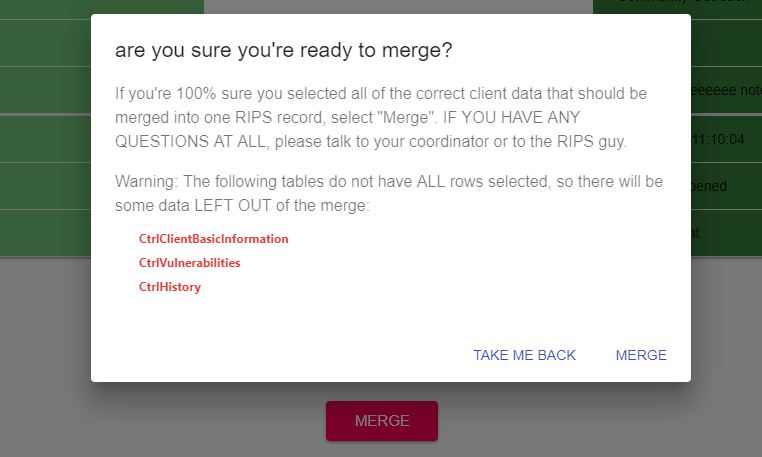 Community Outreach
are you sure you're ready to merge?
If you're 100% sure you selected all of the correct client data that should be
merged into one RIPS record, select "Merge". IF YOU HAVE ANY
QUESTIONS AT ALL, please talk to your coordinator or to the RIPS guy.
11:10:04
Warning: The following tables do not have ALL rows selected, so there will be
some data LEFT OUT of the merge:
CtrlClientBasicInformation
CtrlVulnerabilities
CtrlHistory
TAKE ME BACK
MERGE
MERGE